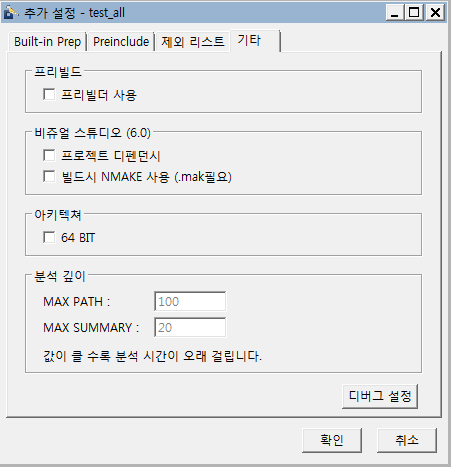 추가 설정 - test_all
Built-in Prep Preinclude 제외 리스트 기타
프리빌드
프리빌더 사용
비쥬얼 스튜디오 (6.0)
프로젝트 디펜던시
빌드시 NMAKE 사용 (.mak필요)
아키텍쳐
64 BIT
분석 깊이
MAX PATH : 100
MAX SUMMARY : 20
값이 클 수록 분석 시간이 오래 걸립니다.
디버그 설정
확인 취소